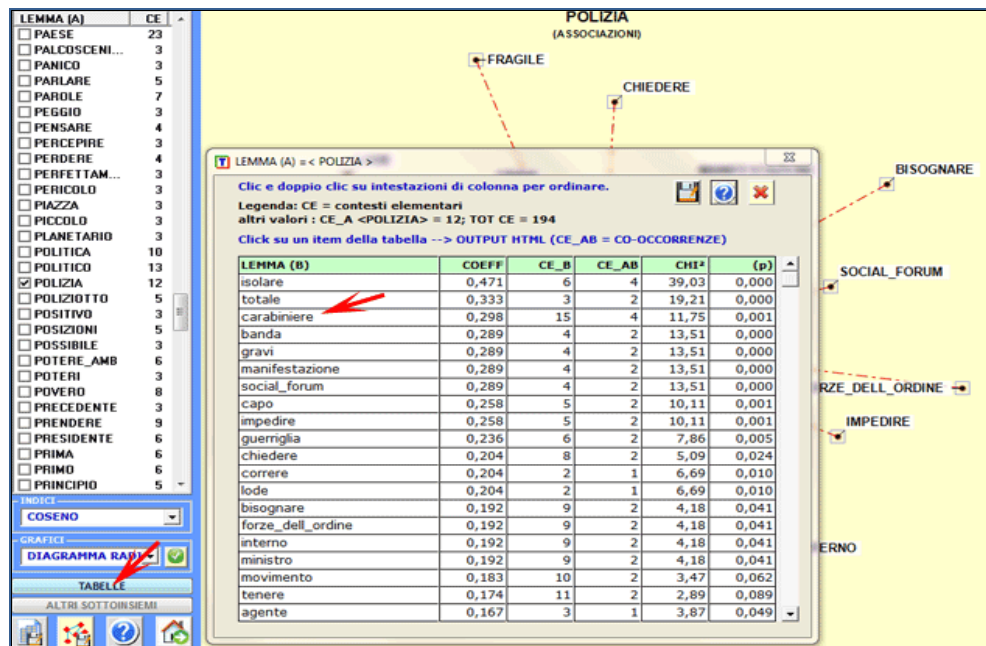 LEMMA (A) CE
PAESE 23
PALCOSCENI... 3
PANICO 3
PARLARE 5
PAROLE 7
PEGGIO 3
PENSARE 4
PERCEPIRE 3
PERDERE 4
PERFETTAM... 3
PERICOLO 3
PIAZZA 3
PICCOLO 3
PLANETARIO 3
POLITICA 10
POLITICO 13
POLIZIA 12
POLIZIOTTO 5
POSITIVO 3
POSIZIONI 5
POSSIBILE 3
POTERE_AMB 6
POTERI 3
POVERO 8
PRECEDENTE 3
PRENDERE 9
PRESIDENTE 6
PRIMA 6
PRIMO 6
PRINCIPIO 5
INDICI
COSENO
GRAFICI
DIAGRAMMA RADI
TABELLE
ALTRI SOTTOINSIEMI
POLIZIA
(ASSOCIAZIONI)
FRAGILE
CHIEDERE
BISOGNARE
SOCIAL_FORUM
RZE_DELL_ORDINE
IMPEDIRE
ERNO
LEMMA (A) =< POLIZIA >
Clic e doppio clic su intestazioni di colonna per ordinare.
Legenda: CE = contesti elementari
altri valori : CE_A <POLIZIA> = 12; TOT CE = 194
Click su un item della tabella --> OUTPUT HTML (CE_AB = CO-OCCORRENZE)
LEMMA (B) COEFF CE_B CE_AB CHI² (p)
isolare 0,471 6 4 39,03 0,000
totale 0,333 3 2 19,21 0,000
carabiniere 0,298 15 4 11,75 0,001
banda 0,289 4 2 13,51 0,000
gravi 0,289 4 2 13,51 0,000
manifestazione 0,289 4 2 13,51 0,000
social_forum 0,289 4 2 13,51 0,000
capo 0,258 5 2 10,11 0,001
impedire 0,258 5 2 10,11 0,001
guerriglia 0,236 6 2 7,86 0,005
chiedere 0,204 8 2 5,09 0,024
correre 0,204 2 1 6,69 0,010
lode 0,204 2 1 6,69 0,010
bisognare 0,192 9 2 4,18 0,041
forze_dell_ordine 0,192 9 2 4,18 0,041
interno 0,192 9 2 4,18 0,041
ministro 0,192 9 2 4,18 0,041
movimento 0,183 10 2 3,47 0,062
tenere 0,174 11 2 2,89 0,089
agente 0,167 3 1 3,87 0,049